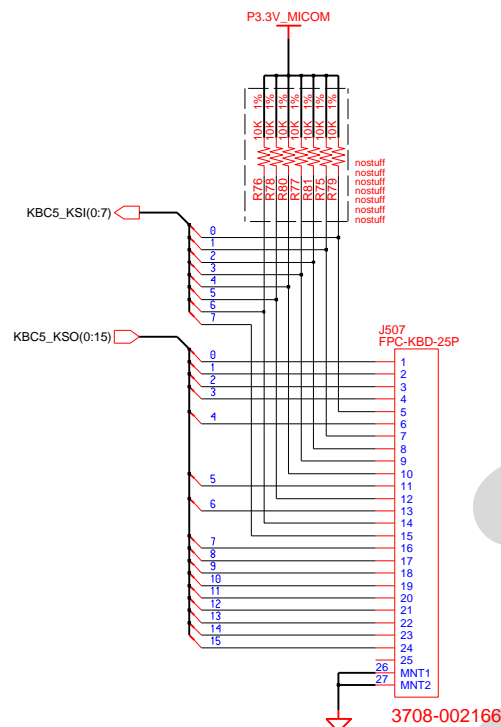 P3.3V_MICOM
10K 1%
10K 1%
10K 1%
10K 1%
10K 1%
10K 1%
10K 1%
R76
R78
R80
R77
R81
R75
R79
nostuff
nostuff
nostuff
nostuff
nostuff
nostuff
nostuff
KBC5_KSI(0:7)
0
1
2
3
4
5
6
7
KBC5_KSO(0:15)
0
1
2
3
4
5
6
7
8
9
10
11
12
13
14
15
J507
FPC-KBD-25P
1
2
3
4
5
6
7
8
9
10
11
12
13
14
15
16
17
18
19
20
21
22
23
24
25
26 MNT1
27 MNT2
3708-002166